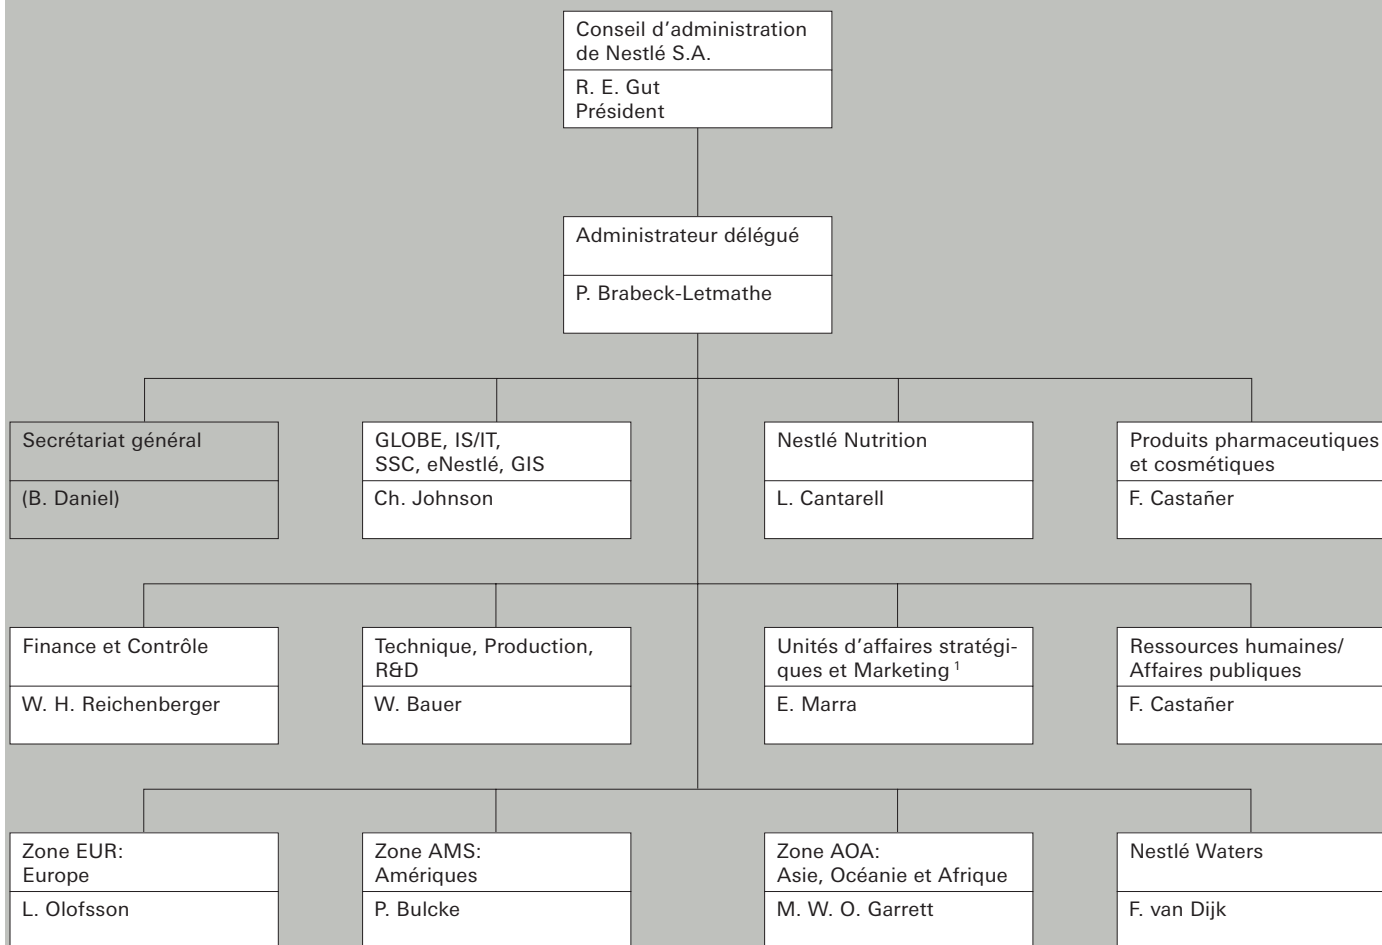 Conseil d'administration
de Nestlé S.A.
R. E. Gut
Président
Administrateur délégué
P. Brabeck-Letmathe
Secrétariat général
(B. Daniel)
GLOBE, IS/IT,
SSC, eNestlé, GIS
Ch. Johnson
Nestlé Nutrition
L. Cantarell
Produits pharmaceutiques
et cosmétiques
F. Castañer
Finance et Contrôle
W. H. Reichenberger
Technique, Production,
R&D
W. Bauer
Unités d'affaires stratégi-
ques et Marketing ¹
E. Marra
Ressources humaines/
Affaires publiques
F. Castañer
Zone EUR:
Europe
L. Olofsson
Zone AMS:
Amériques
P. Bulcke
Zone AOA:
Asie, Océanie et Afrique
M. W. O. Garrett
Nestlé Waters
F. van Dijk